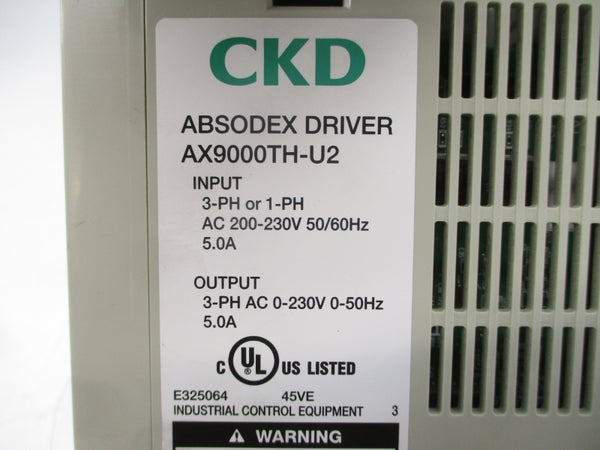 CKD
ABSODEX DRIVER
AX9000TH-U2
INPUT
3-PH or 1-PH
AC 200-230V 50/60Hz
5.0A
OUTPUT
3-PH AC 0-230V 0-50Hz
5.0A
C UL US LISTED
E325064 45VE
INDUSTRIAL CONTROL EQUIPMENT 3
WARNING